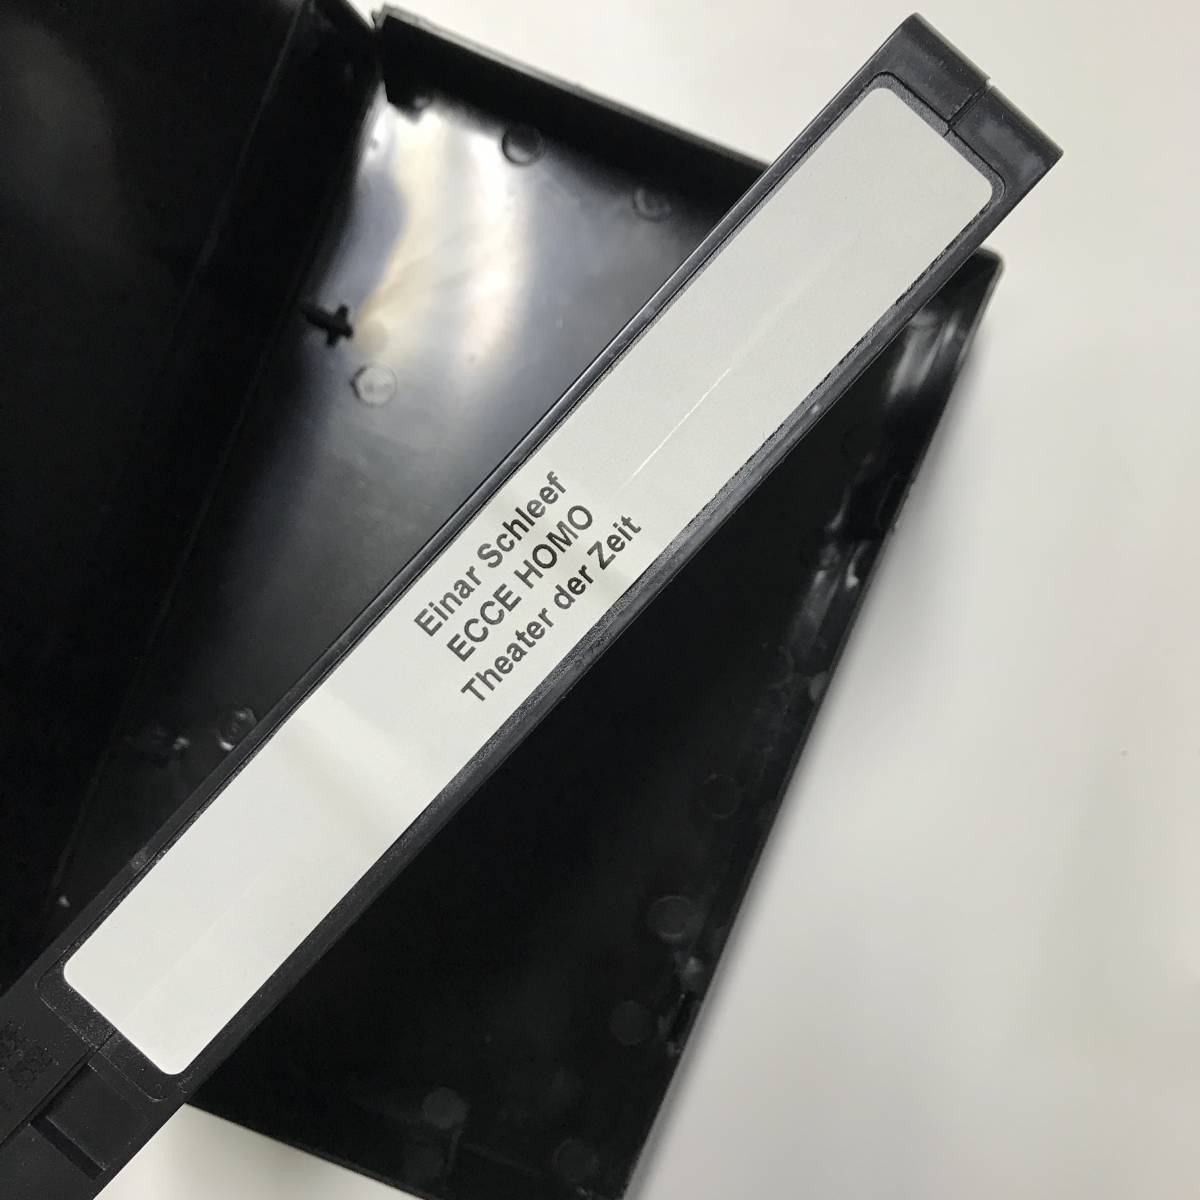 Einar Schleef
ECCE HOMO
Theater der Zeit